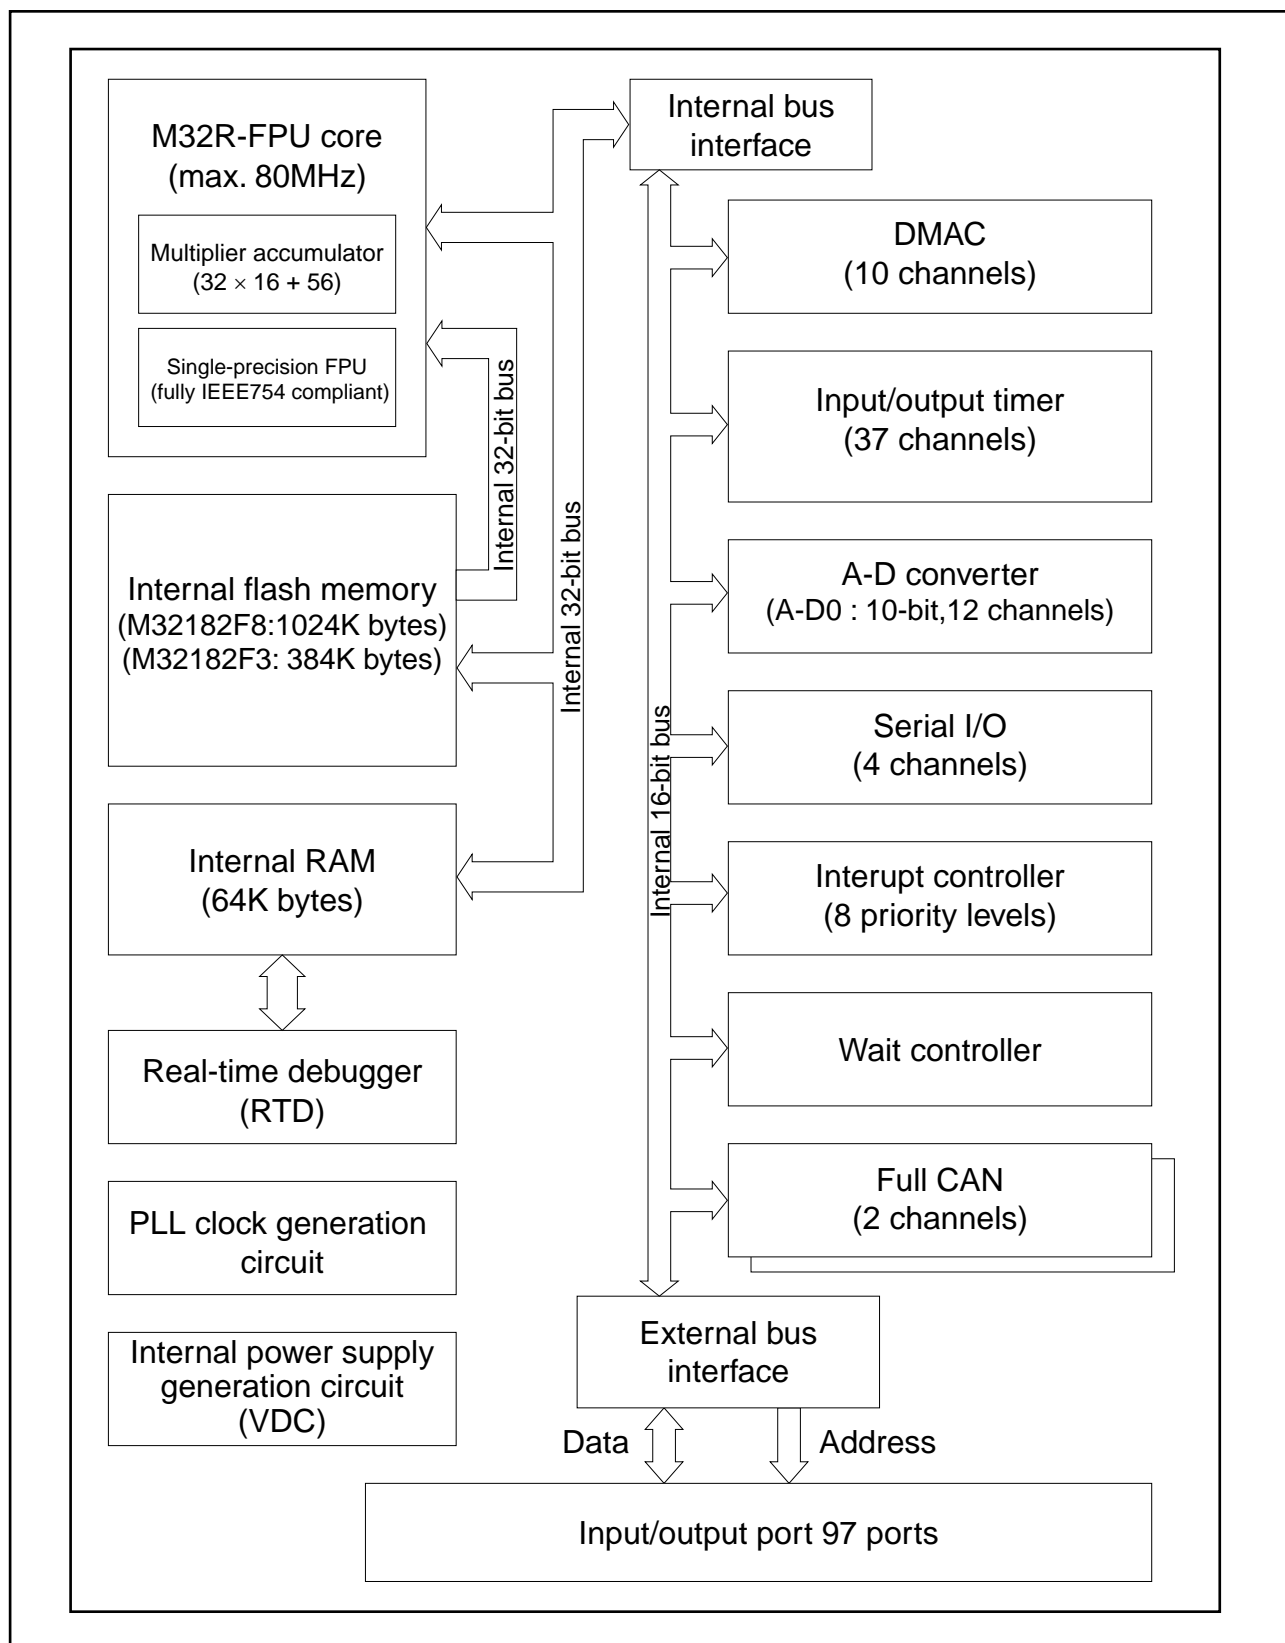 M32R-FPU core
(max. 80MHz)
Multiplier accumulator
(32 × 16 + 56)
Single-precision FPU
(fully IEEE754 compliant)
Internal 32-bit bus
Internal flash memory
(M32182F8:1024K bytes)
(M32182F3: 384K bytes)
Internal 32-bit bus
Internal RAM
(64K bytes)
Real-time debugger
(RTD)
PLL clock generation
circuit
Internal power supply
generation circuit
(VDC)
Internal bus
interface
Internal 16-bit bus
DMAC
(10 channels)
Input/output timer
(37 channels)
A-D converter
(A-D0 : 10-bit,12 channels)
Serial I/O
(4 channels)
Interupt controller
(8 priority levels)
Wait controller
Full CAN
(2 channels)
External bus
interface
Data
Address
Input/output port 97 ports